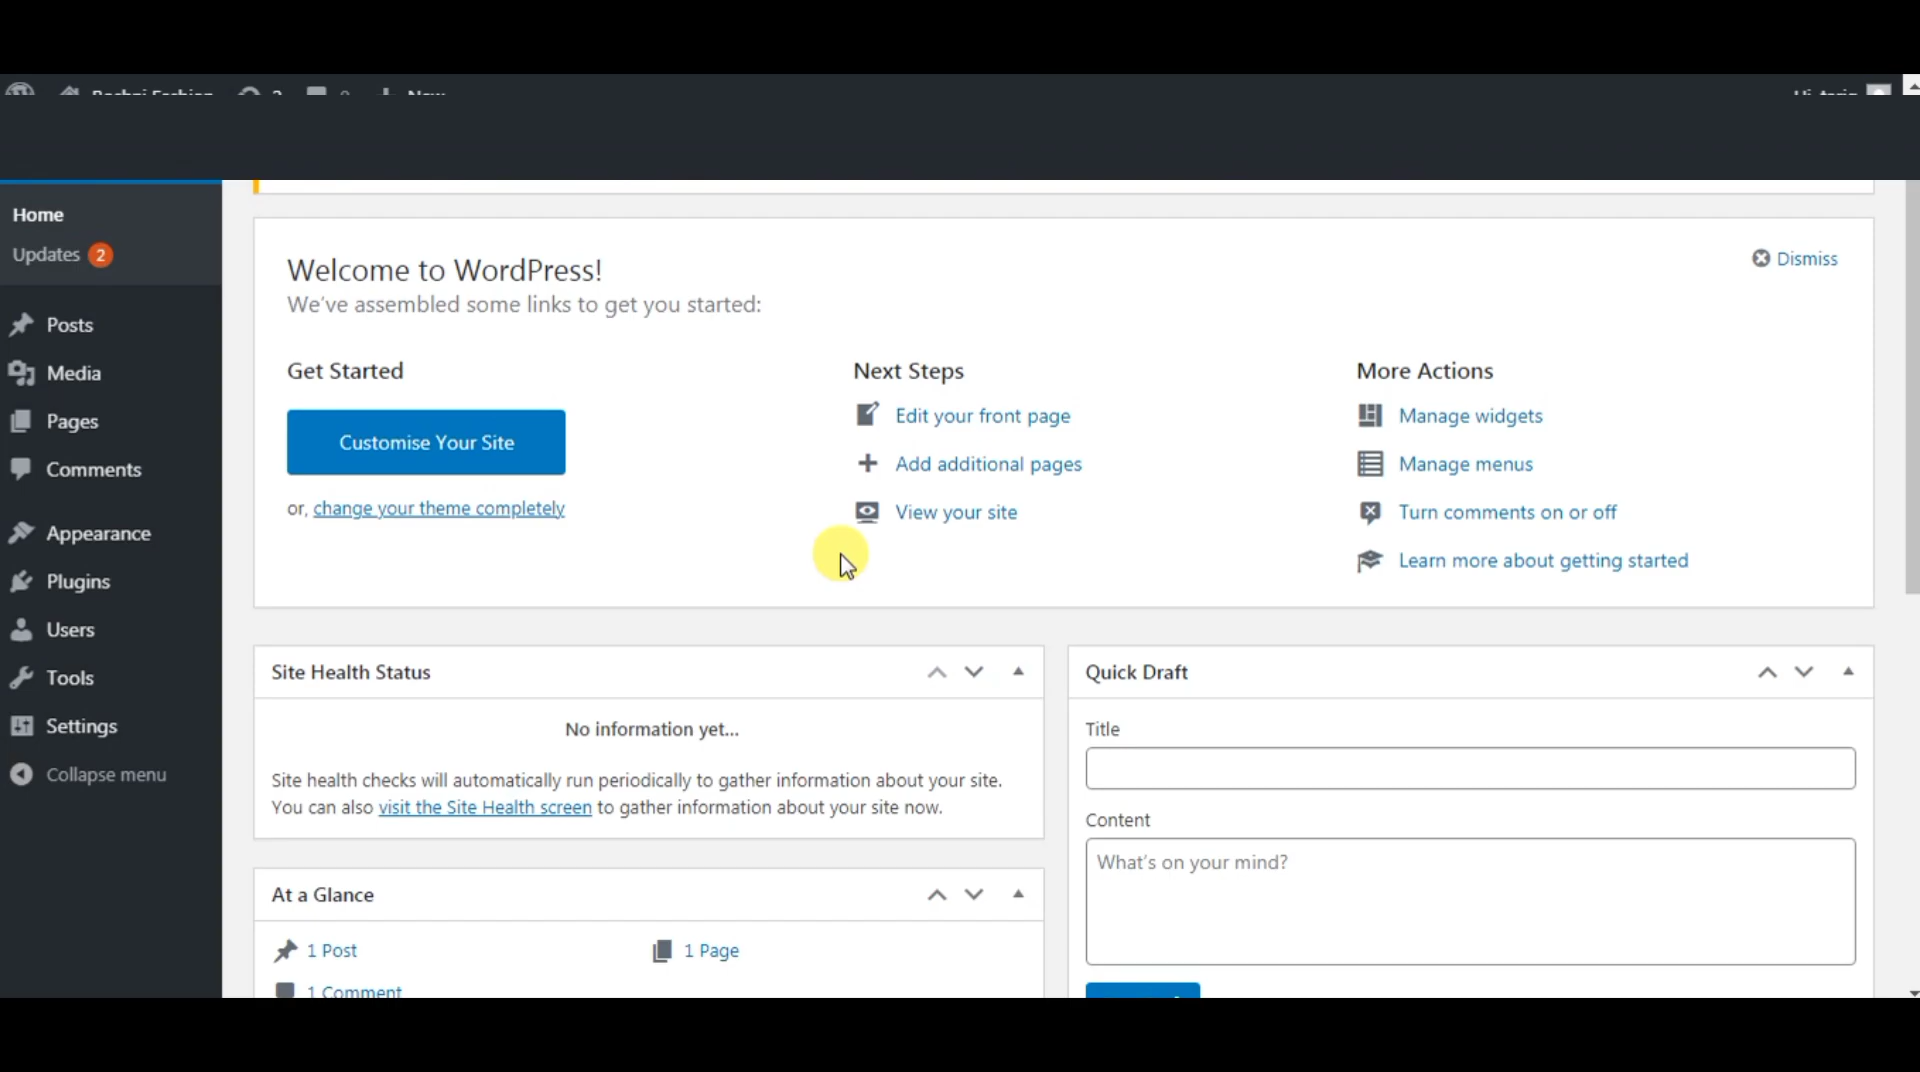 New
Home
Updates 2
Posts
Media
Pages
Comments
Appearance
Plugins
Users
Tools
Settings
Collapse menu
Welcome to WordPress!
We've assembled some links to get you started:
Dismiss
Get Started
Customise Your Site
or, change your theme completely
Next Steps
Edit your front page
Add additional pages
View your site
More Actions
Manage widgets
Manage menus
Turn comments on or off
Learn more about getting started
Site Health Status
No information yet...
Site health checks will automatically run periodically to gather information about your site.
You can also visit the Site Health screen to gather information about your site now.
At a Glance
1 Post
1 Page
1 Comment
Quick Draft
Title
Content
What's on your mind?